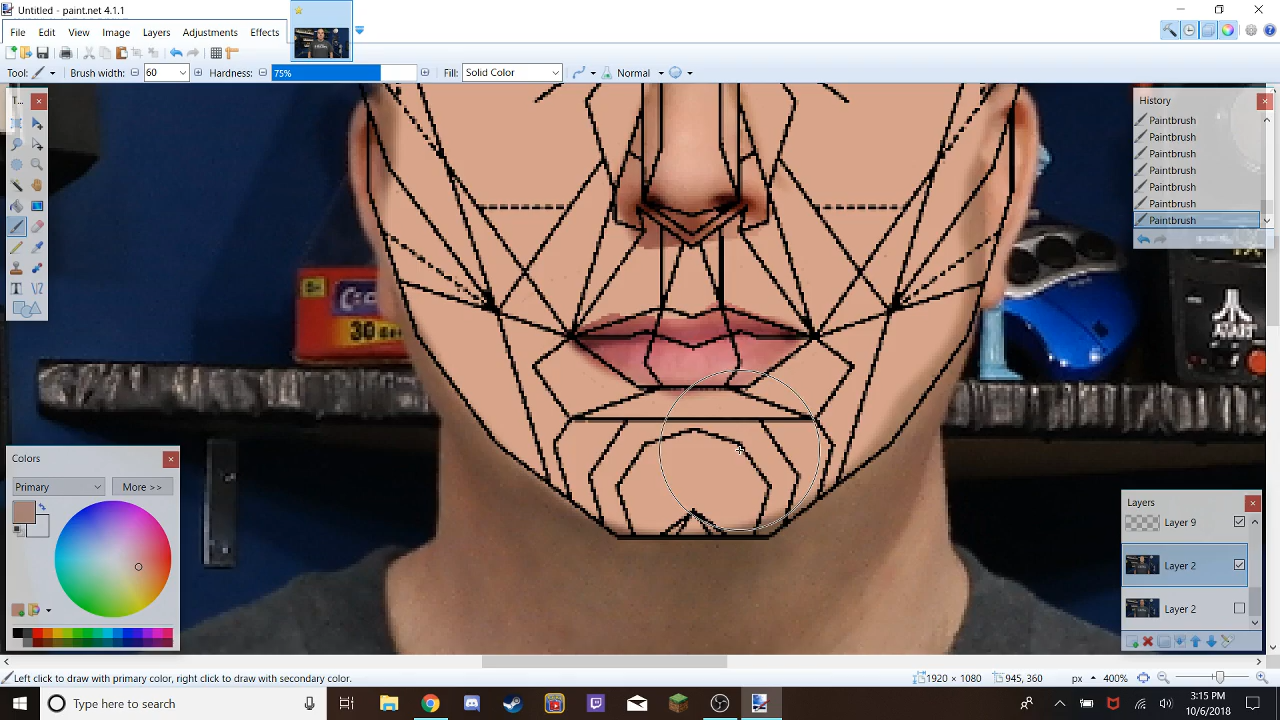 Untitled - paint.net 4.1.1
File Edit View Image Layers Adjustments Effects
Tool: Brush width: 60 Hardness: 75% Fill: Solid Color Normal
T...
History
Paintbrush
Paintbrush
Paintbrush
Paintbrush
Paintbrush
Paintbrush
Paintbrush
30
ATARI
Colors
Primary More >>
Layers
Layer 9
Layer 2
Layer 2
Left click to draw with primary color, right click to draw with secondary color. 1920 × 1080 945, 360 px 400%
Type here to search
3:15 PM
10/6/2018